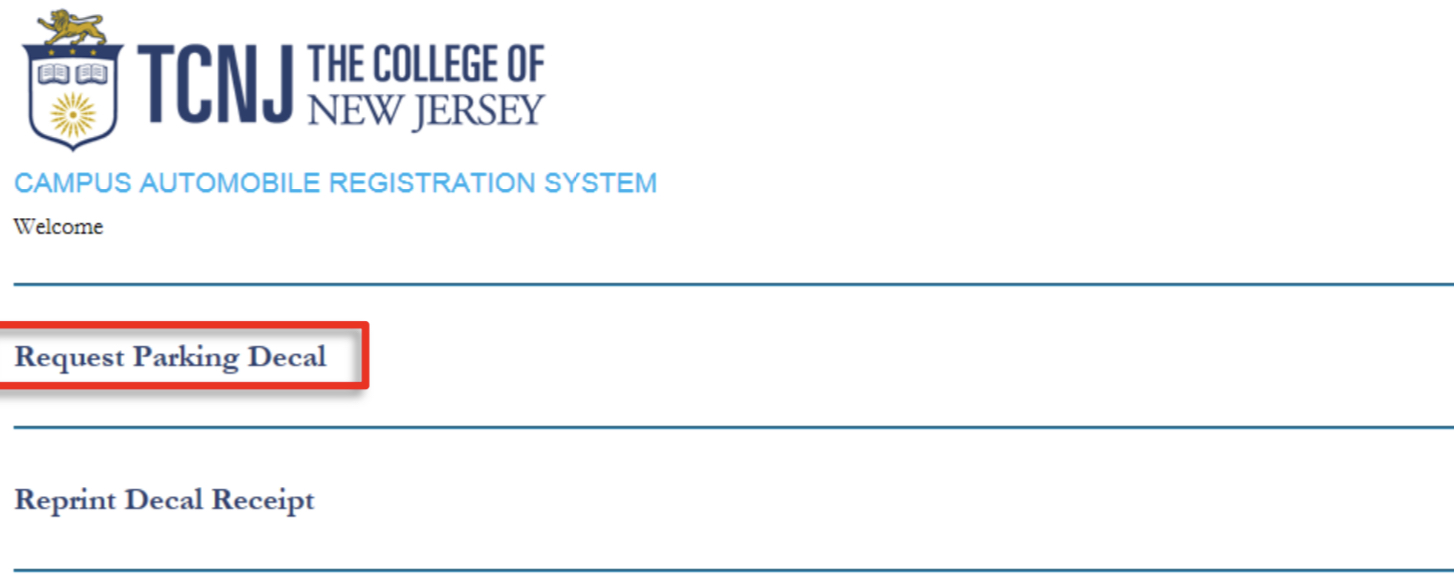 TCNJ THE COLLEGE OF
NEW JERSEY
CAMPUS AUTOMOBILE REGISTRATION SYSTEM
Welcome
Request Parking Decal
Reprint Decal Receipt